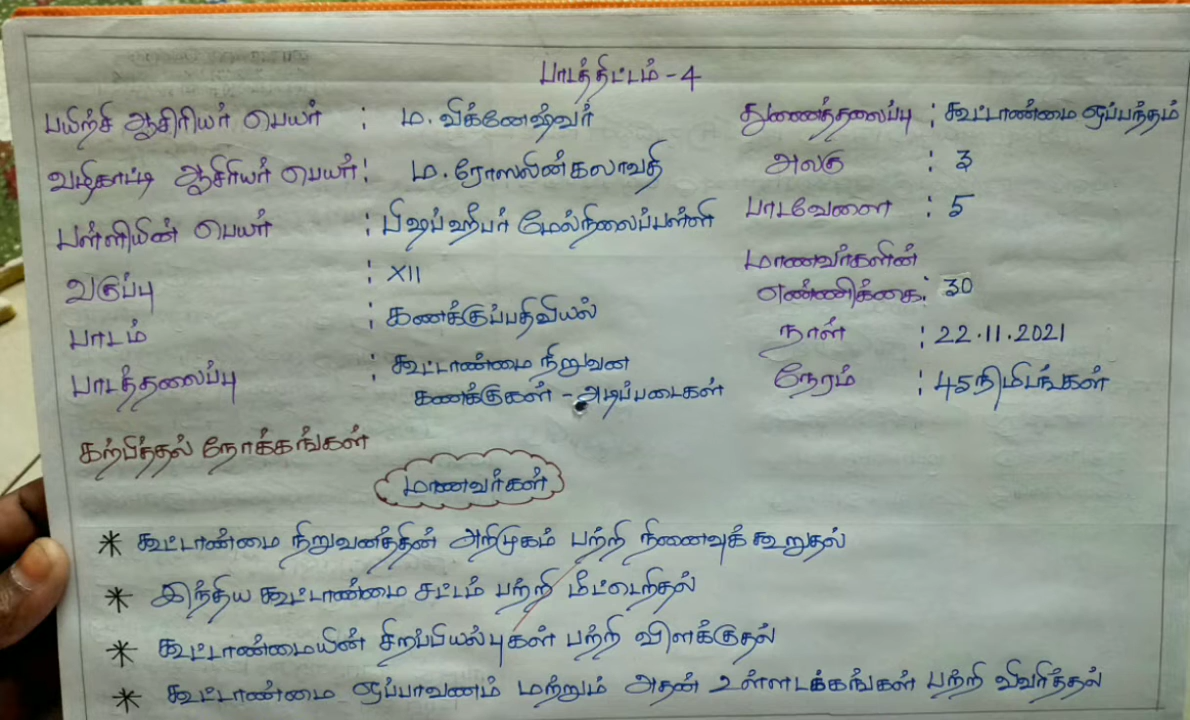 பாடத்திட்டம் - 4
பயிற்சி ஆசிரியர் பெயர் : ம. விக்னேஷ்வர்
வழிகாட்டி ஆசிரியர் பெயர் : ம. ரோஸலின்கலாவதி
பள்ளியின் பெயர் : பிஷப்ஹீபர் மேல்நிலைப்பள்ளி
வகுப்பு : XII
பாடம் : கணக்குப்பதிவியல்
பாடத்தலைப்பு : கூட்டாண்மை நிறுவன
கணக்குகள் - அடிப்படைகள்
துணைத்தலைப்பு : கூட்டாண்மை ஒப்பந்தம்
அலகு : 3
பாடவேளை : 5
மாணவர்களின்
எண்ணிக்கை : 30
நாள் : 22.11.2021
நேரம் : 45நிமிடங்கள்
கற்பித்தல் நோக்கங்கள்
மாணவர்கள்
* கூட்டாண்மை நிறுவனத்தின் அறிமுகம் பற்றி நினைவுக் கூறுதல்
* இந்திய கூட்டாண்மை சட்டம் பற்றி மீட்டறிதல்
* கூட்டாண்மையின் சிறப்பியல்புகள் பற்றி விளக்குதல்
* கூட்டாண்மை ஒப்பாவணம் மற்றும் அதன் உள்ளடக்கங்கள் பற்றி விவரித்தல்